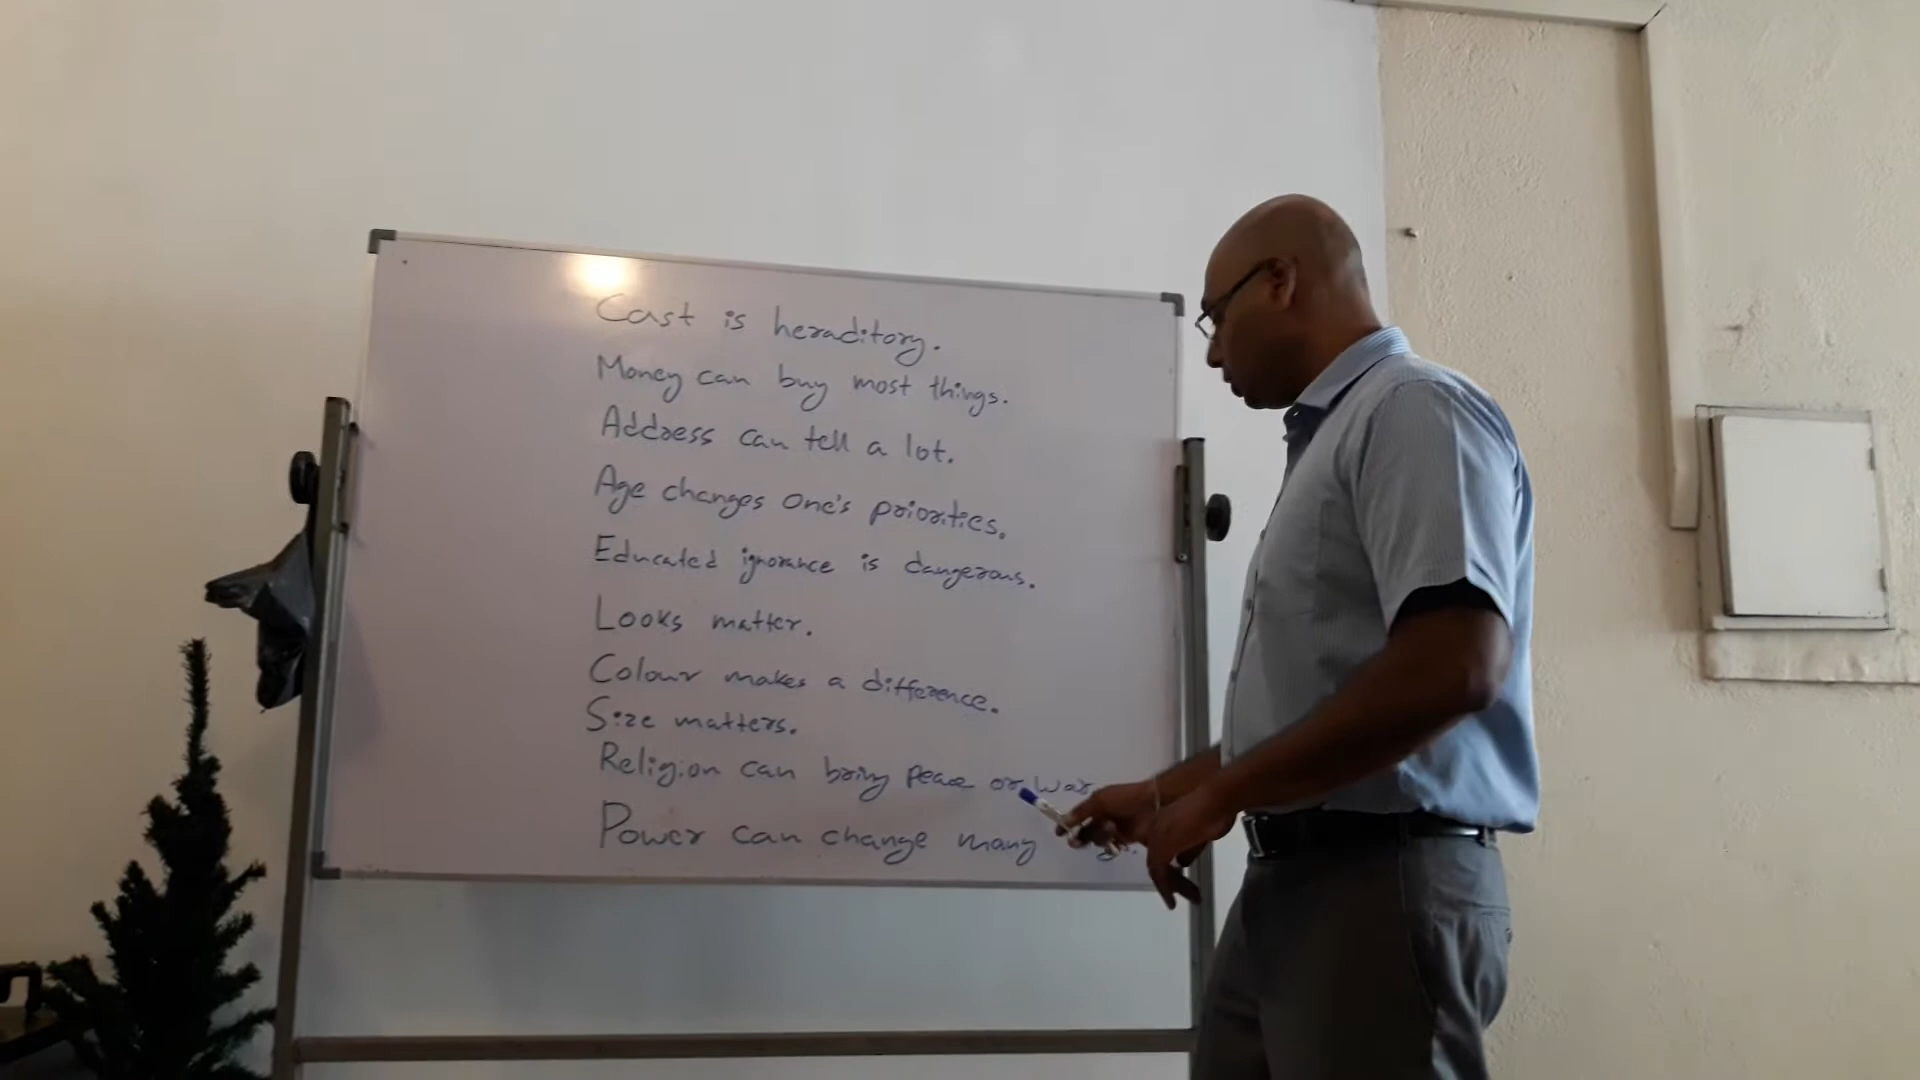 Cast is heraditory.
Money can buy most things.
Address can tell a lot.
Age changes one's priorities.
Educated ignorance is dangerous.
Looks matter.
Colour makes a difference.
Size matters.
Religion can bring peace or war
Power can change many